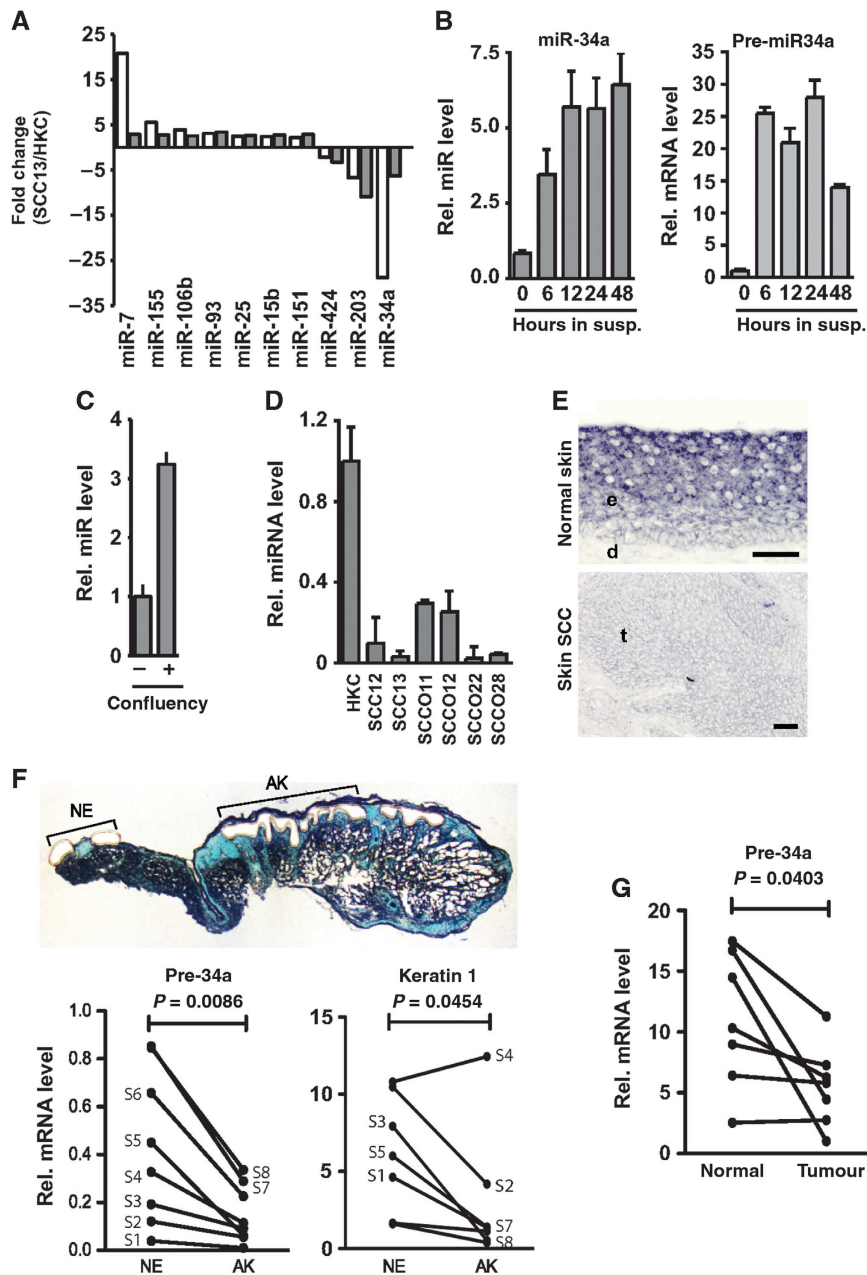 A
Fold change
(SCC13/HKC)
25
15
5
−5
−15
−25
−35
miR-7
miR-155
miR-106b
miR-93
miR-25
miR-15b
miR-151
miR-424
miR-203
miR-34a
B
miR-34a
Rel. miR level
7.5
5.0
2.5
0.0
0 6 12 24 48
Hours in susp.
Pre-miR34a
Rel. mRNA level
35
30
25
20
15
10
5
0
0 6 12 24 48
Hours in susp.
C
Rel. miR level
4
3
2
1
0
− +
Confluency
D
Rel. miRNA level
1.2
0.8
0.4
0
HKC
SCC12
SCC13
SCCO11
SCCO12
SCCO22
SCCO28
E
Normal skin
e
d
Skin SCC
t
F
NE
AK
Pre-34a
P = 0.0086
Rel. mRNA level
1.0
0.8
0.6
0.4
0.2
0.0
S6
S5
S4
S3
S2
S1
S8
S7
NE AK
Keratin 1
P = 0.0454
15
10
5
0
S3
S5
S1
S4
S2
S7
S8
NE AK
G
Pre-34a
P = 0.0403
Rel. mRNA level
20
15
10
5
0
Normal Tumour